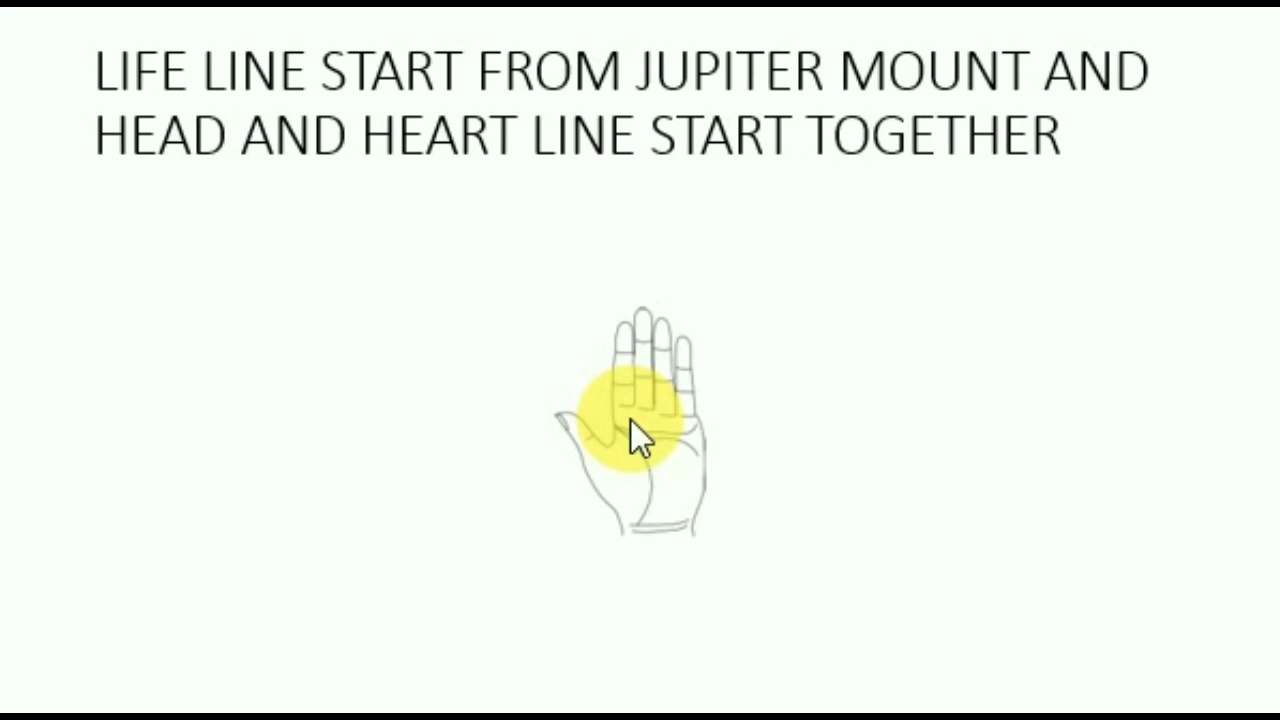 LIFE LINE START FROM JUPITER MOUNT AND
HEAD AND HEART LINE START TOGETHER